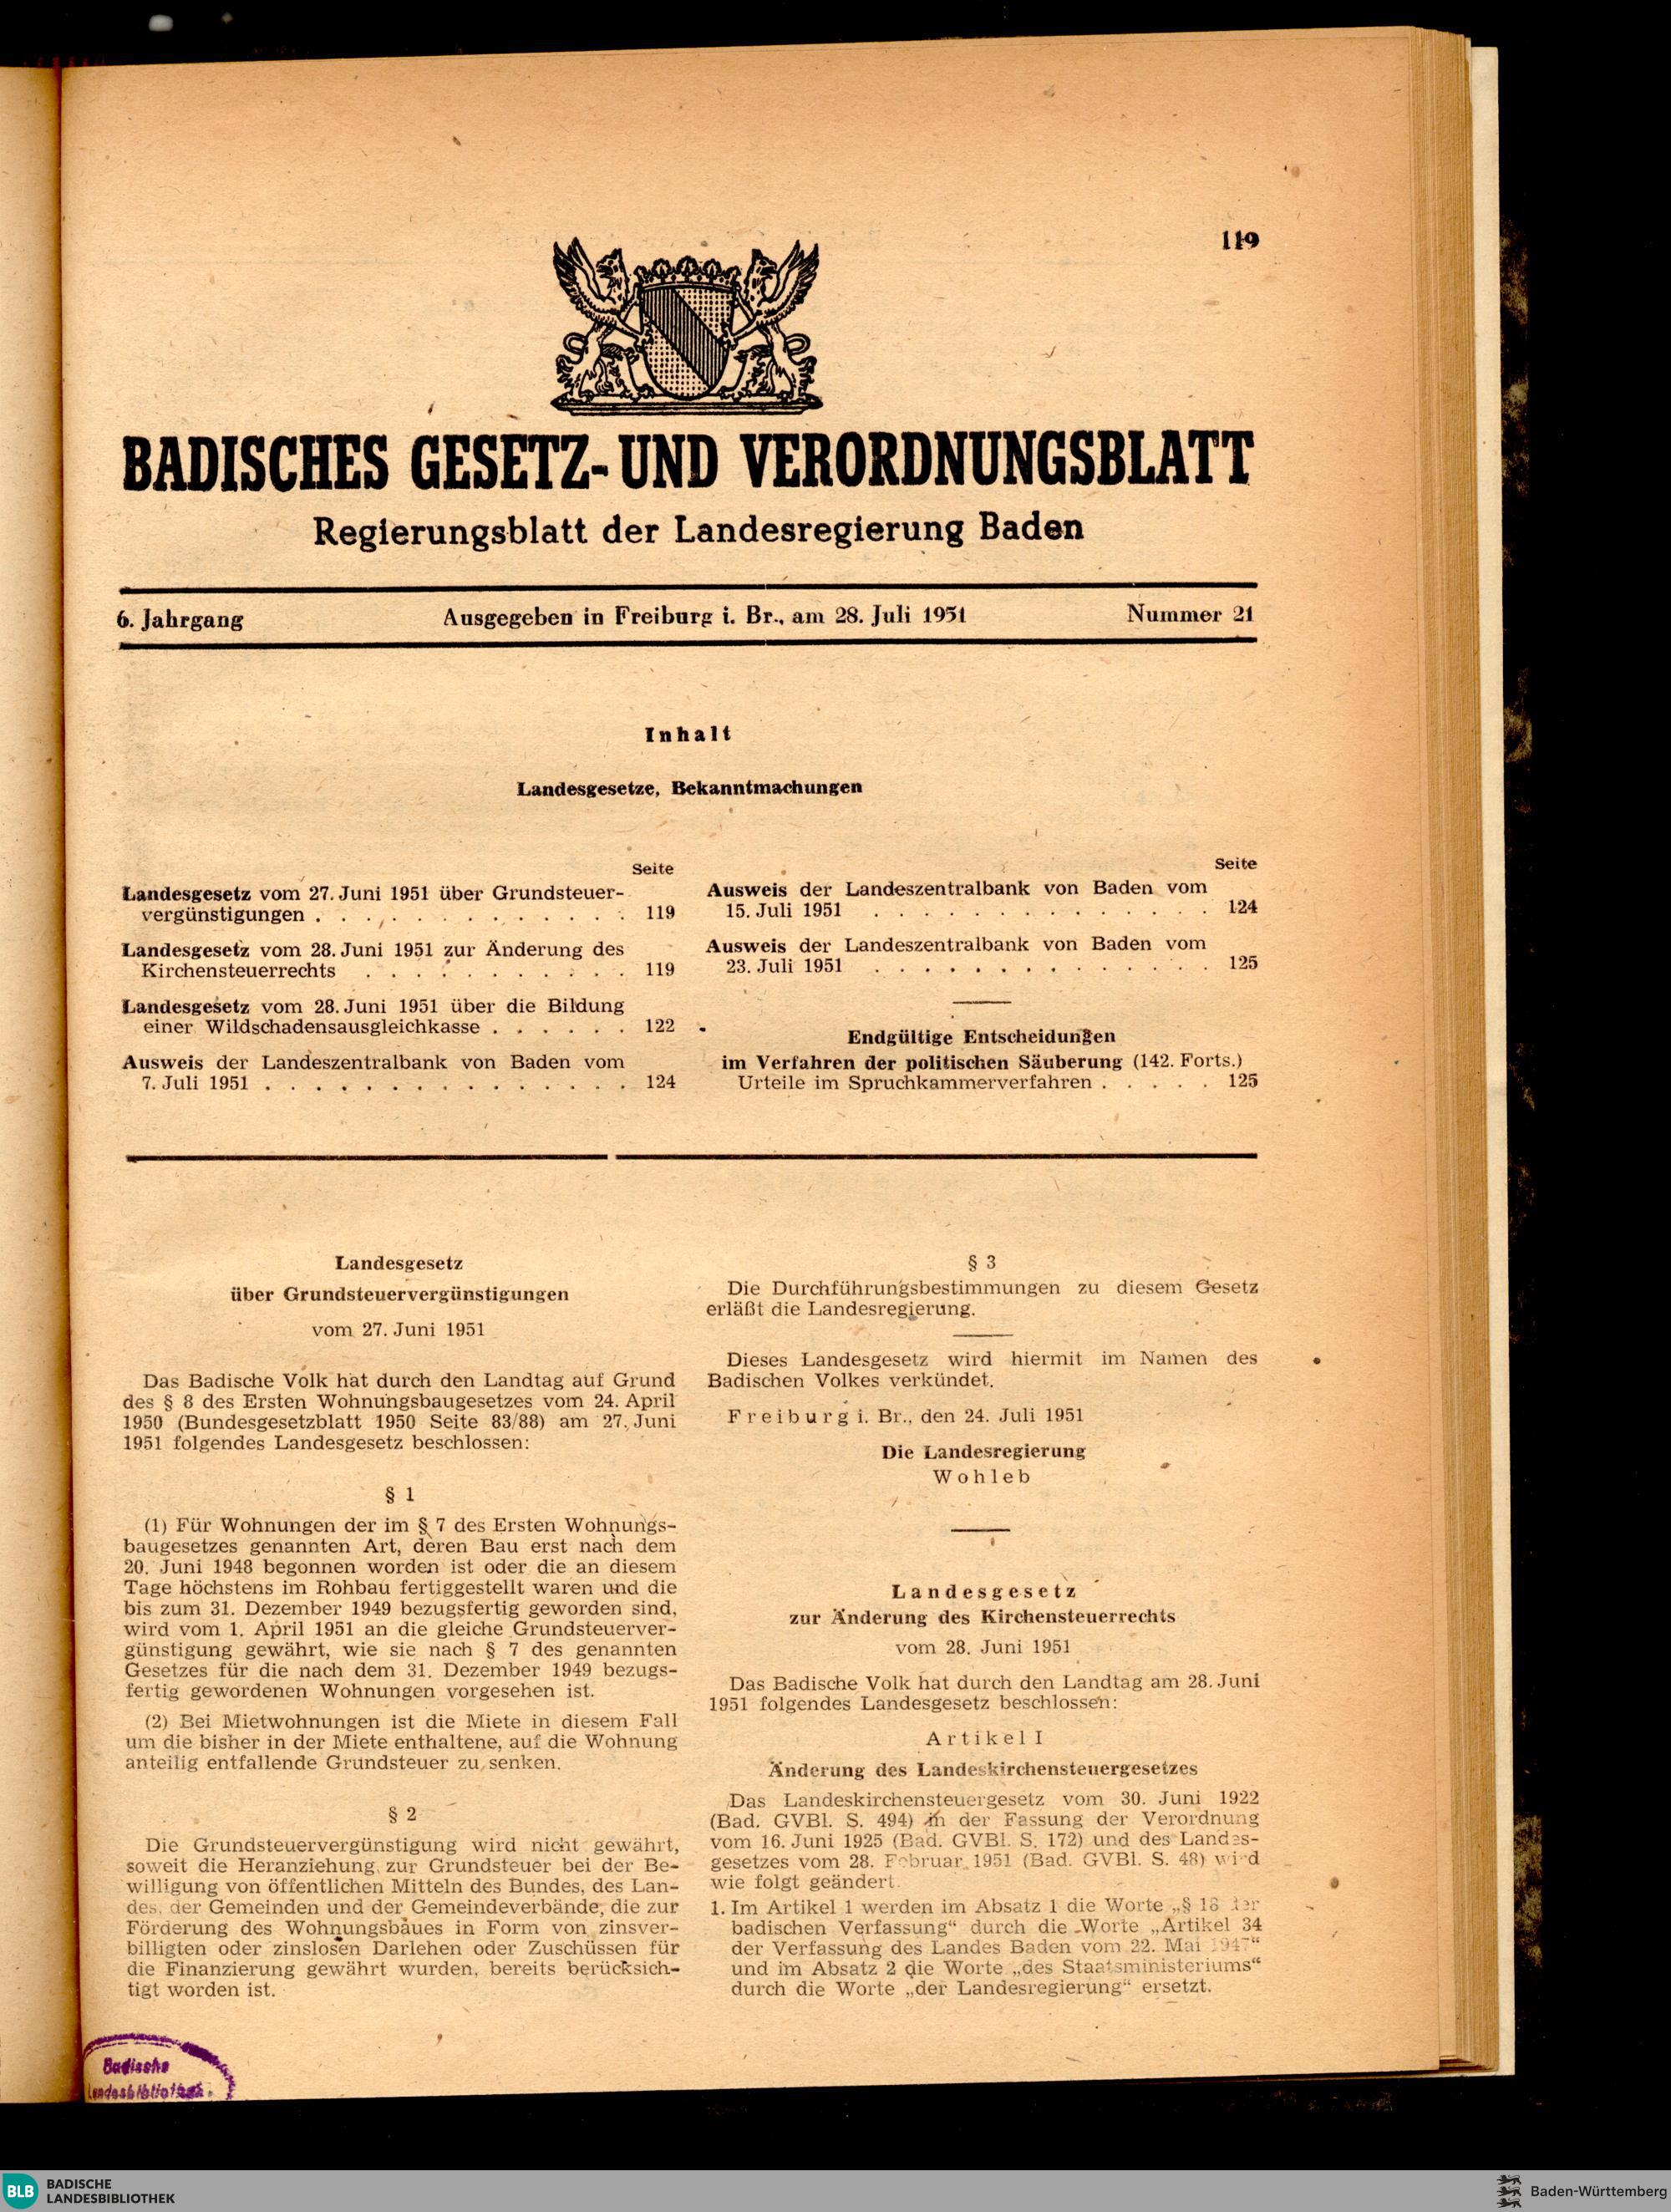 119
BADISCHES GESETZ- UND VERORDNUNGSBLATT
Regierungsblatt der Landesregierung Baden
6. Jahrgang
Ausgegeben in Freiburg i. Br., am 28. Juli 1951
Nummer 21
Inhalt
Landesgesetze, Bekanntmachungen
Seite
Landesgesetz vom 27. Juni 1951 über Grundsteuer-
vergünstigungen . . . . . . . . . . . . . 119
Landesgesetz vom 28. Juni 1951 zur Änderung des
Kirchensteuerrechts . . . . . . . . . . . 119
Landesgesetz vom 28. Juni 1951 über die Bildung
einer Wildschadensausgleichkasse . . . . . . 122
Ausweis der Landeszentralbank von Baden vom
7. Juli 1951 . . . . . . . . . . . . . . . 124
Seite
Ausweis der Landeszentralbank von Baden vom
15. Juli 1951 . . . . . . . . . . . . . . 124
Ausweis der Landeszentralbank von Baden vom
23. Juli 1951 . . . . . . . . . . . . . . 125
Endgültige Entscheidungen
im Verfahren der politischen Säuberung (142. Forts.)
Urteile im Spruchkammerverfahren . . . . . 125
Landesgesetz
über Grundsteuervergünstigungen
vom 27. Juni 1951
Das Badische Volk hat durch den Landtag auf Grund
des § 8 des Ersten Wohnungsbaugesetzes vom 24. April
1950 (Bundesgesetzblatt 1950 Seite 83/88) am 27. Juni
1951 folgendes Landesgesetz beschlossen:
§ 1
(1) Für Wohnungen der im § 7 des Ersten Wohnungs-
baugesetzes genannten Art, deren Bau erst nach dem
20. Juni 1948 begonnen worden ist oder die an diesem
Tage höchstens im Rohbau fertiggestellt waren und die
bis zum 31. Dezember 1949 bezugsfertig geworden sind,
wird vom 1. April 1951 an die gleiche Grundsteuerver-
günstigung gewährt, wie sie nach § 7 des genannten
Gesetzes für die nach dem 31. Dezember 1949 bezugs-
fertig gewordenen Wohnungen vorgesehen ist.
(2) Bei Mietwohnungen ist die Miete in diesem Fall
um die bisher in der Miete enthaltene, auf die Wohnung
anteilig entfallende Grundsteuer zu senken.
§ 2
Die Grundsteuervergünstigung wird nicht gewährt,
soweit die Heranziehung zur Grundsteuer bei der Be-
willigung von öffentlichen Mitteln des Bundes, des Lan-
des, der Gemeinden und der Gemeindeverbände, die zur
Förderung des Wohnungsbaues in Form von zinsver-
billigten oder zinslosen Darlehen oder Zuschüssen für
die Finanzierung gewährt wurden, bereits berücksich-
tigt worden ist.
§ 3
Die Durchführungsbestimmungen zu diesem Gesetz
erläßt die Landesregierung.
Dieses Landesgesetz wird hiermit im Namen des
Badischen Volkes verkündet.
Freiburg i. Br., den 24. Juli 1951
Die Landesregierung
Wohleb
Landesgesetz
zur Änderung des Kirchensteuerrechts
vom 28. Juni 1951
Das Badische Volk hat durch den Landtag am 28. Juni
1951 folgendes Landesgesetz beschlossen:
Artikel I
Änderung des Landeskirchensteuergesetzes
Das Landeskirchensteuergesetz vom 30. Juni 1922
(Bad. GVBl. S. 494) in der Fassung der Verordnung
vom 16. Juni 1925 (Bad. GVBl. S. 172) und des Landes-
gesetzes vom 28. Februar 1951 (Bad. GVBl. S. 48) wird
wie folgt geändert.
1. Im Artikel 1 werden im Absatz 1 die Worte „§ 18 der
badischen Verfassung“ durch die Worte „Artikel 34
der Verfassung des Landes Baden vom 22. Mai 1947“
und im Absatz 2 die Worte „des Staatsministeriums“
durch die Worte „der Landesregierung“ ersetzt.
Badische
Landesbibliothek
BLB
BADISCHE
LANDESBIBLIOTHEK
Baden-Württemberg